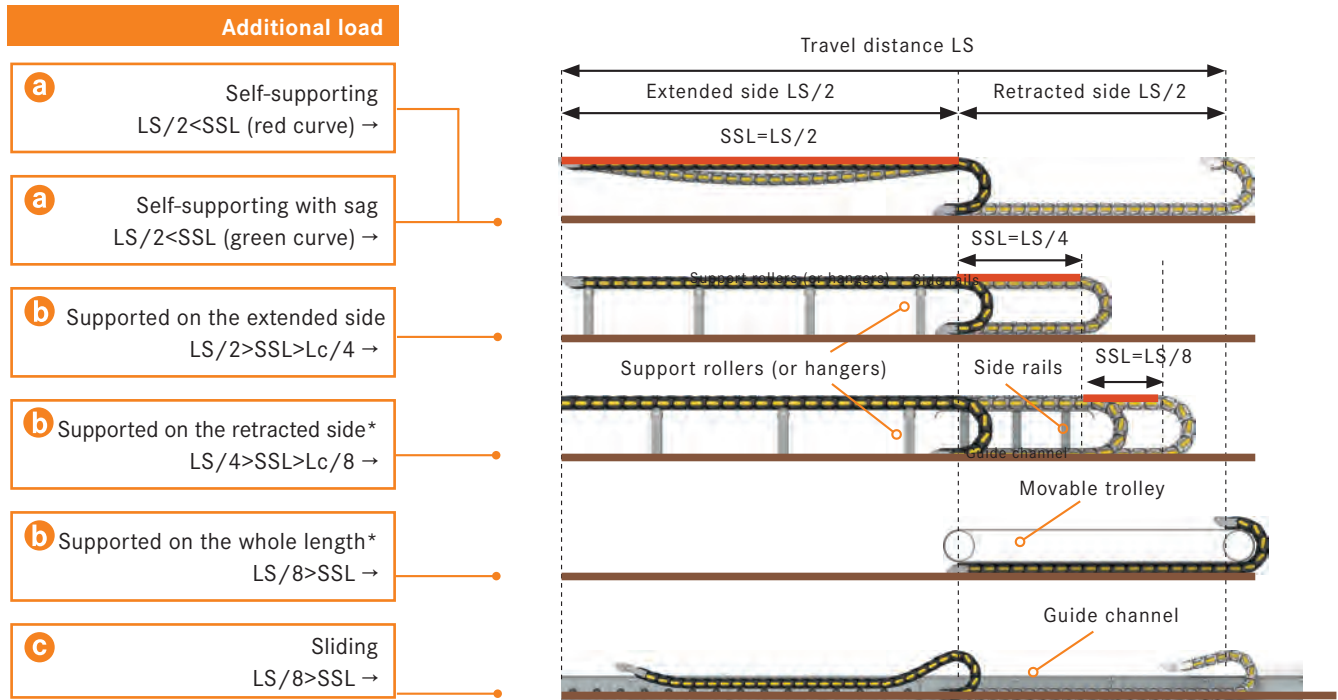 Additional load
a
Self-supporting
LS/2<SSL (red curve) →
a
Self-supporting with sag
LS/2<SSL (green curve) →
b
Supported on the extended side
LS/2>SSL>Lc/4 →
b
Supported on the retracted side*
LS/4>SSL>Lc/8 →
b
Supported on the whole length*
LS/8>SSL →
c
Sliding
LS/8>SSL →
Travel distance LS
Extended side LS/2
Retracted side LS/2
SSL=LS/2
SSL=LS/4
Support rollers (or hangers)
Side rails
SSL=LS/8
Support rollers (or hangers)
Side rails
Guide channel
Movable trolley
Guide channel